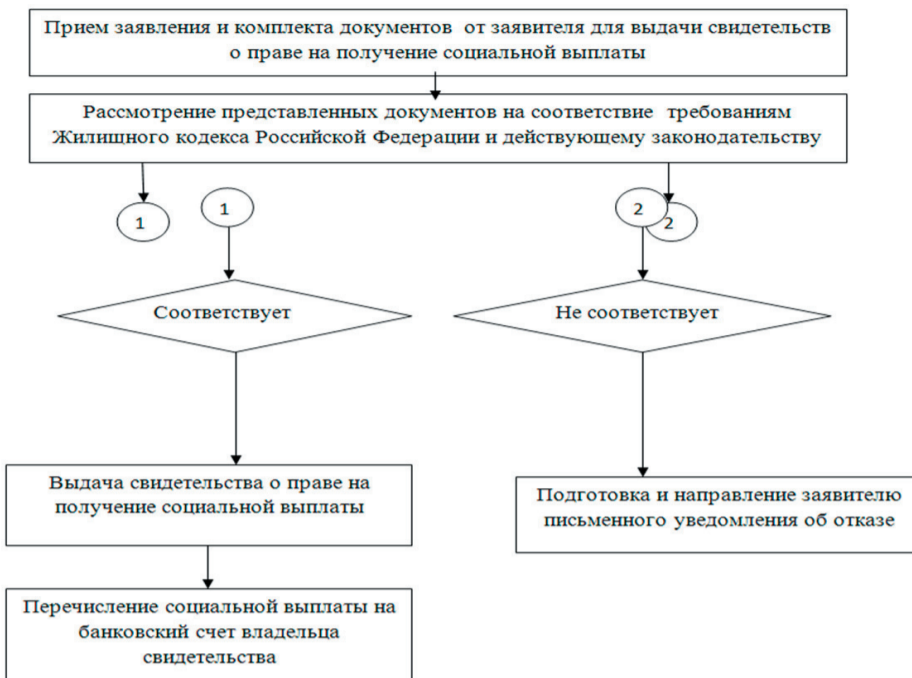 Прием заявления и комплекта документов от заявителя для выдачи свидетельств
о праве на получение социальной выплаты
Рассмотрение представленных документов на соответствие требованиям
Жилищного кодекса Российской Федерации и действующему законодательству
1
1
2
2
Соответствует
Не соответствует
Выдача свидетельства о праве на
получение социальной выплаты
Подготовка и направление заявителю
письменного уведомления об отказе
Перечисление социальной выплаты на
банковский счет владельца
свидетельства